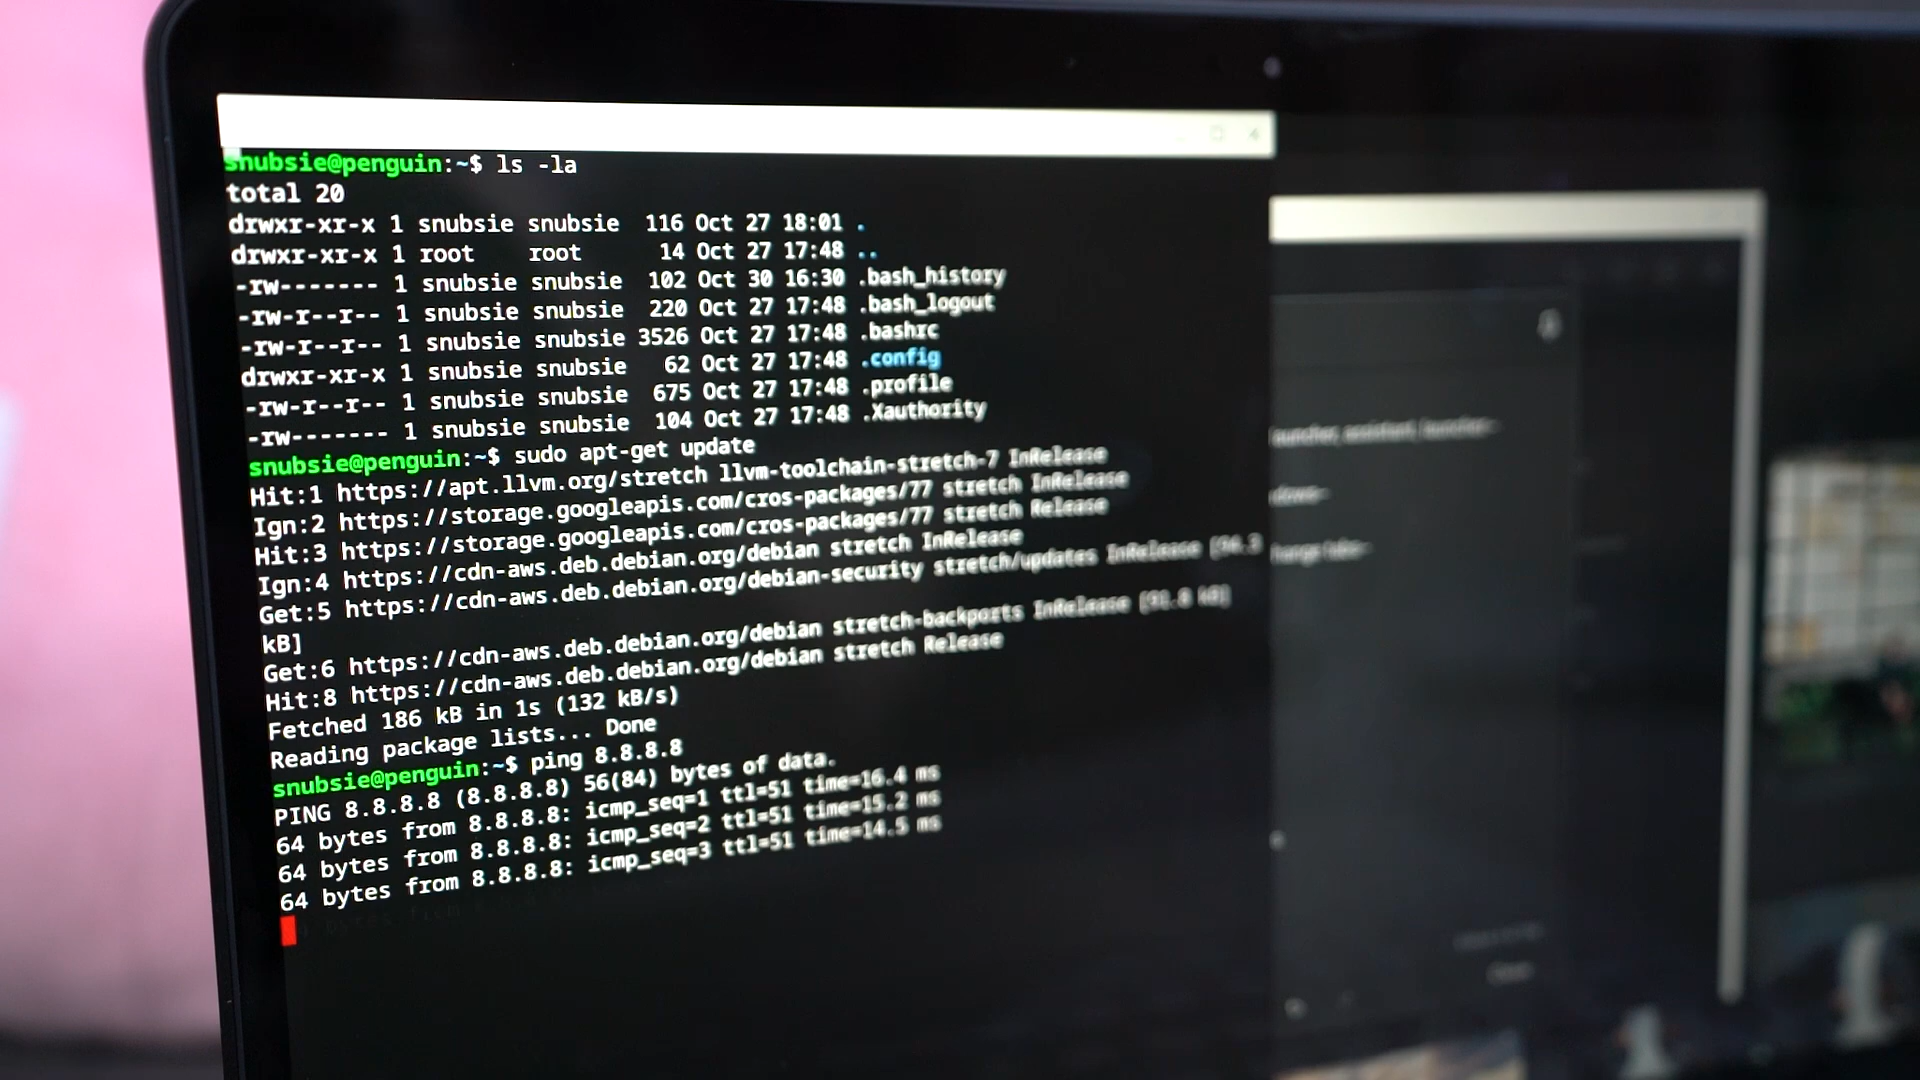 snubsie@penguin:~$ ls -la
total 20
drwxr-xr-x 1 snubsie snubsie  116 Oct 27 18:01 .
drwxr-xr-x 1 root    root      14 Oct 27 17:48 ..
-rw------- 1 snubsie snubsie  102 Oct 30 16:30 .bash_history
-rw-r--r-- 1 snubsie snubsie  220 Oct 27 17:48 .bash_logout
-rw-r--r-- 1 snubsie snubsie 3526 Oct 27 17:48 .bashrc
drwxr-xr-x 1 snubsie snubsie   62 Oct 27 17:48 .config
-rw-r--r-- 1 snubsie snubsie  675 Oct 27 17:48 .profile
-rw------- 1 snubsie snubsie  104 Oct 27 17:48 .Xauthority
snubsie@penguin:~$ sudo apt-get update
Hit:1 https://apt.llvm.org/stretch llvm-toolchain-stretch-7 InRelease
Ign:2 https://storage.googleapis.com/cros-packages/77 stretch InRelease
Hit:3 https://storage.googleapis.com/cros-packages/77 stretch Release
Ign:4 https://cdn-aws.deb.debian.org/debian stretch InRelease
Get:5 https://cdn-aws.deb.debian.org/debian-security stretch/updates InRelease [94.3
kB]
Get:6 https://cdn-aws.deb.debian.org/debian stretch-backports InRelease [91.8 kB]
Hit:8 https://cdn-aws.deb.debian.org/debian stretch Release
Fetched 186 kB in 1s (132 kB/s)
Reading package lists... Done
snubsie@penguin:~$ ping 8.8.8.8
PING 8.8.8.8 (8.8.8.8) 56(84) bytes of data.
64 bytes from 8.8.8.8: icmp_seq=1 ttl=51 time=16.4 ms
64 bytes from 8.8.8.8: icmp_seq=2 ttl=51 time=15.2 ms
64 bytes from 8.8.8.8: icmp_seq=3 ttl=51 time=14.5 ms